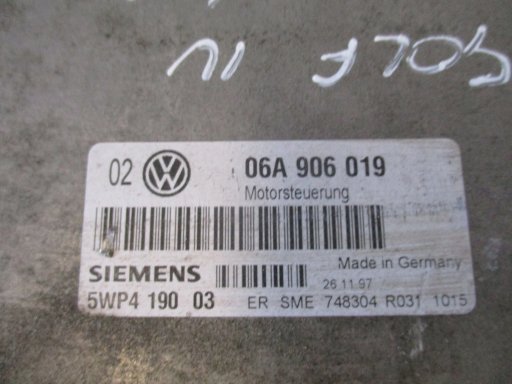 GOLF IV
02 VW 06A 906 019
Motorsteuerung
SIEMENS Made in Germany
26.11.97
5WP4 190 03 ER SME 748304 R031 1015